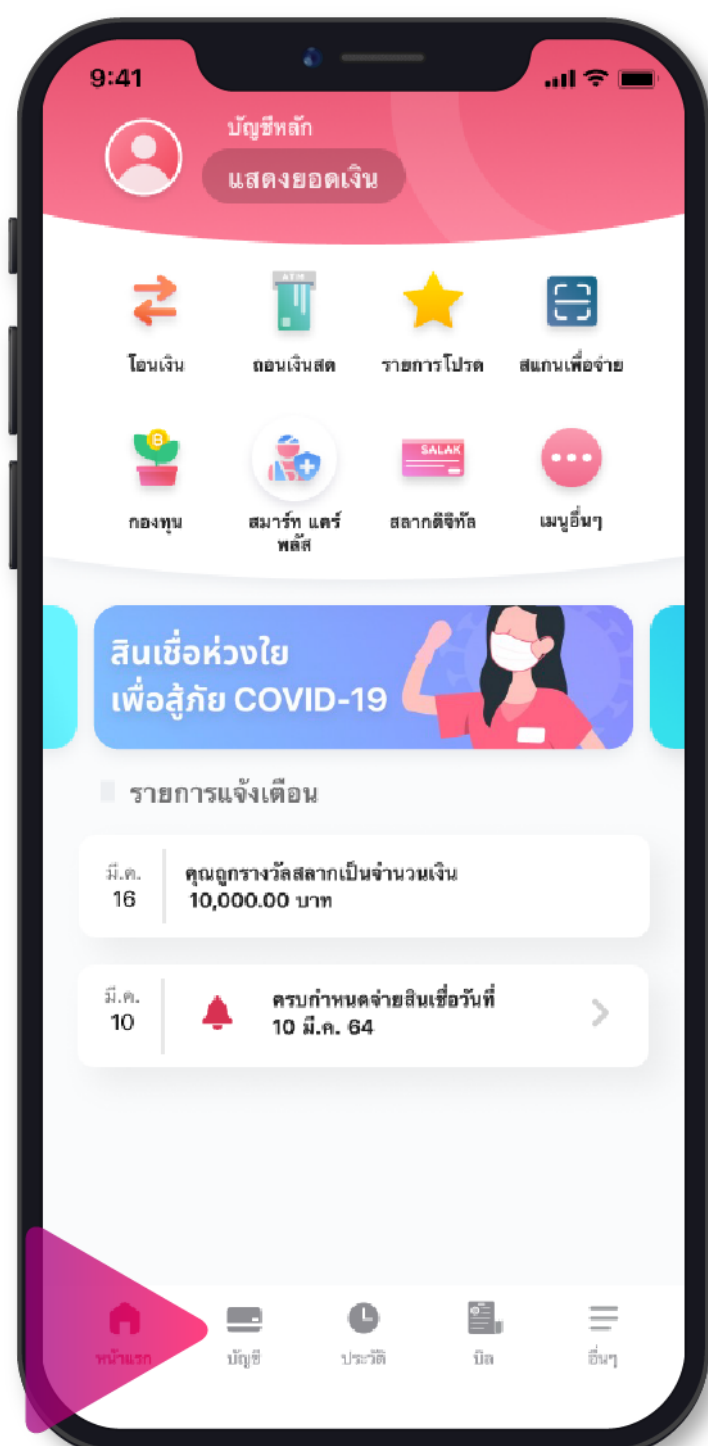 9:41
บัญชีหลัก
แสดงยอดเงิน
ATM
โอนเงิน
ถอนเงินสด
รายการโปรด
สแกนเพื่อจ่าย
B
SALAK
กองทุน
สมาร์ท แคร์
พลัส
สลากดิจิทัล
เมนูอื่นๆ
สินเชื่อห่วงใย
เพื่อสู้ภัย COVID-19
รายการแจ้งเตือน
มี.ค.
16
คุณถูกรางวัลสลากเป็นจำนวนเงิน
10,000.00 บาท
มี.ค.
10
ครบกำหนดจ่ายสินเชื่อวันที่
10 มี.ค. 64
หน้าแรก
บัญชี
ประวัติ
บิล
อื่นๆ